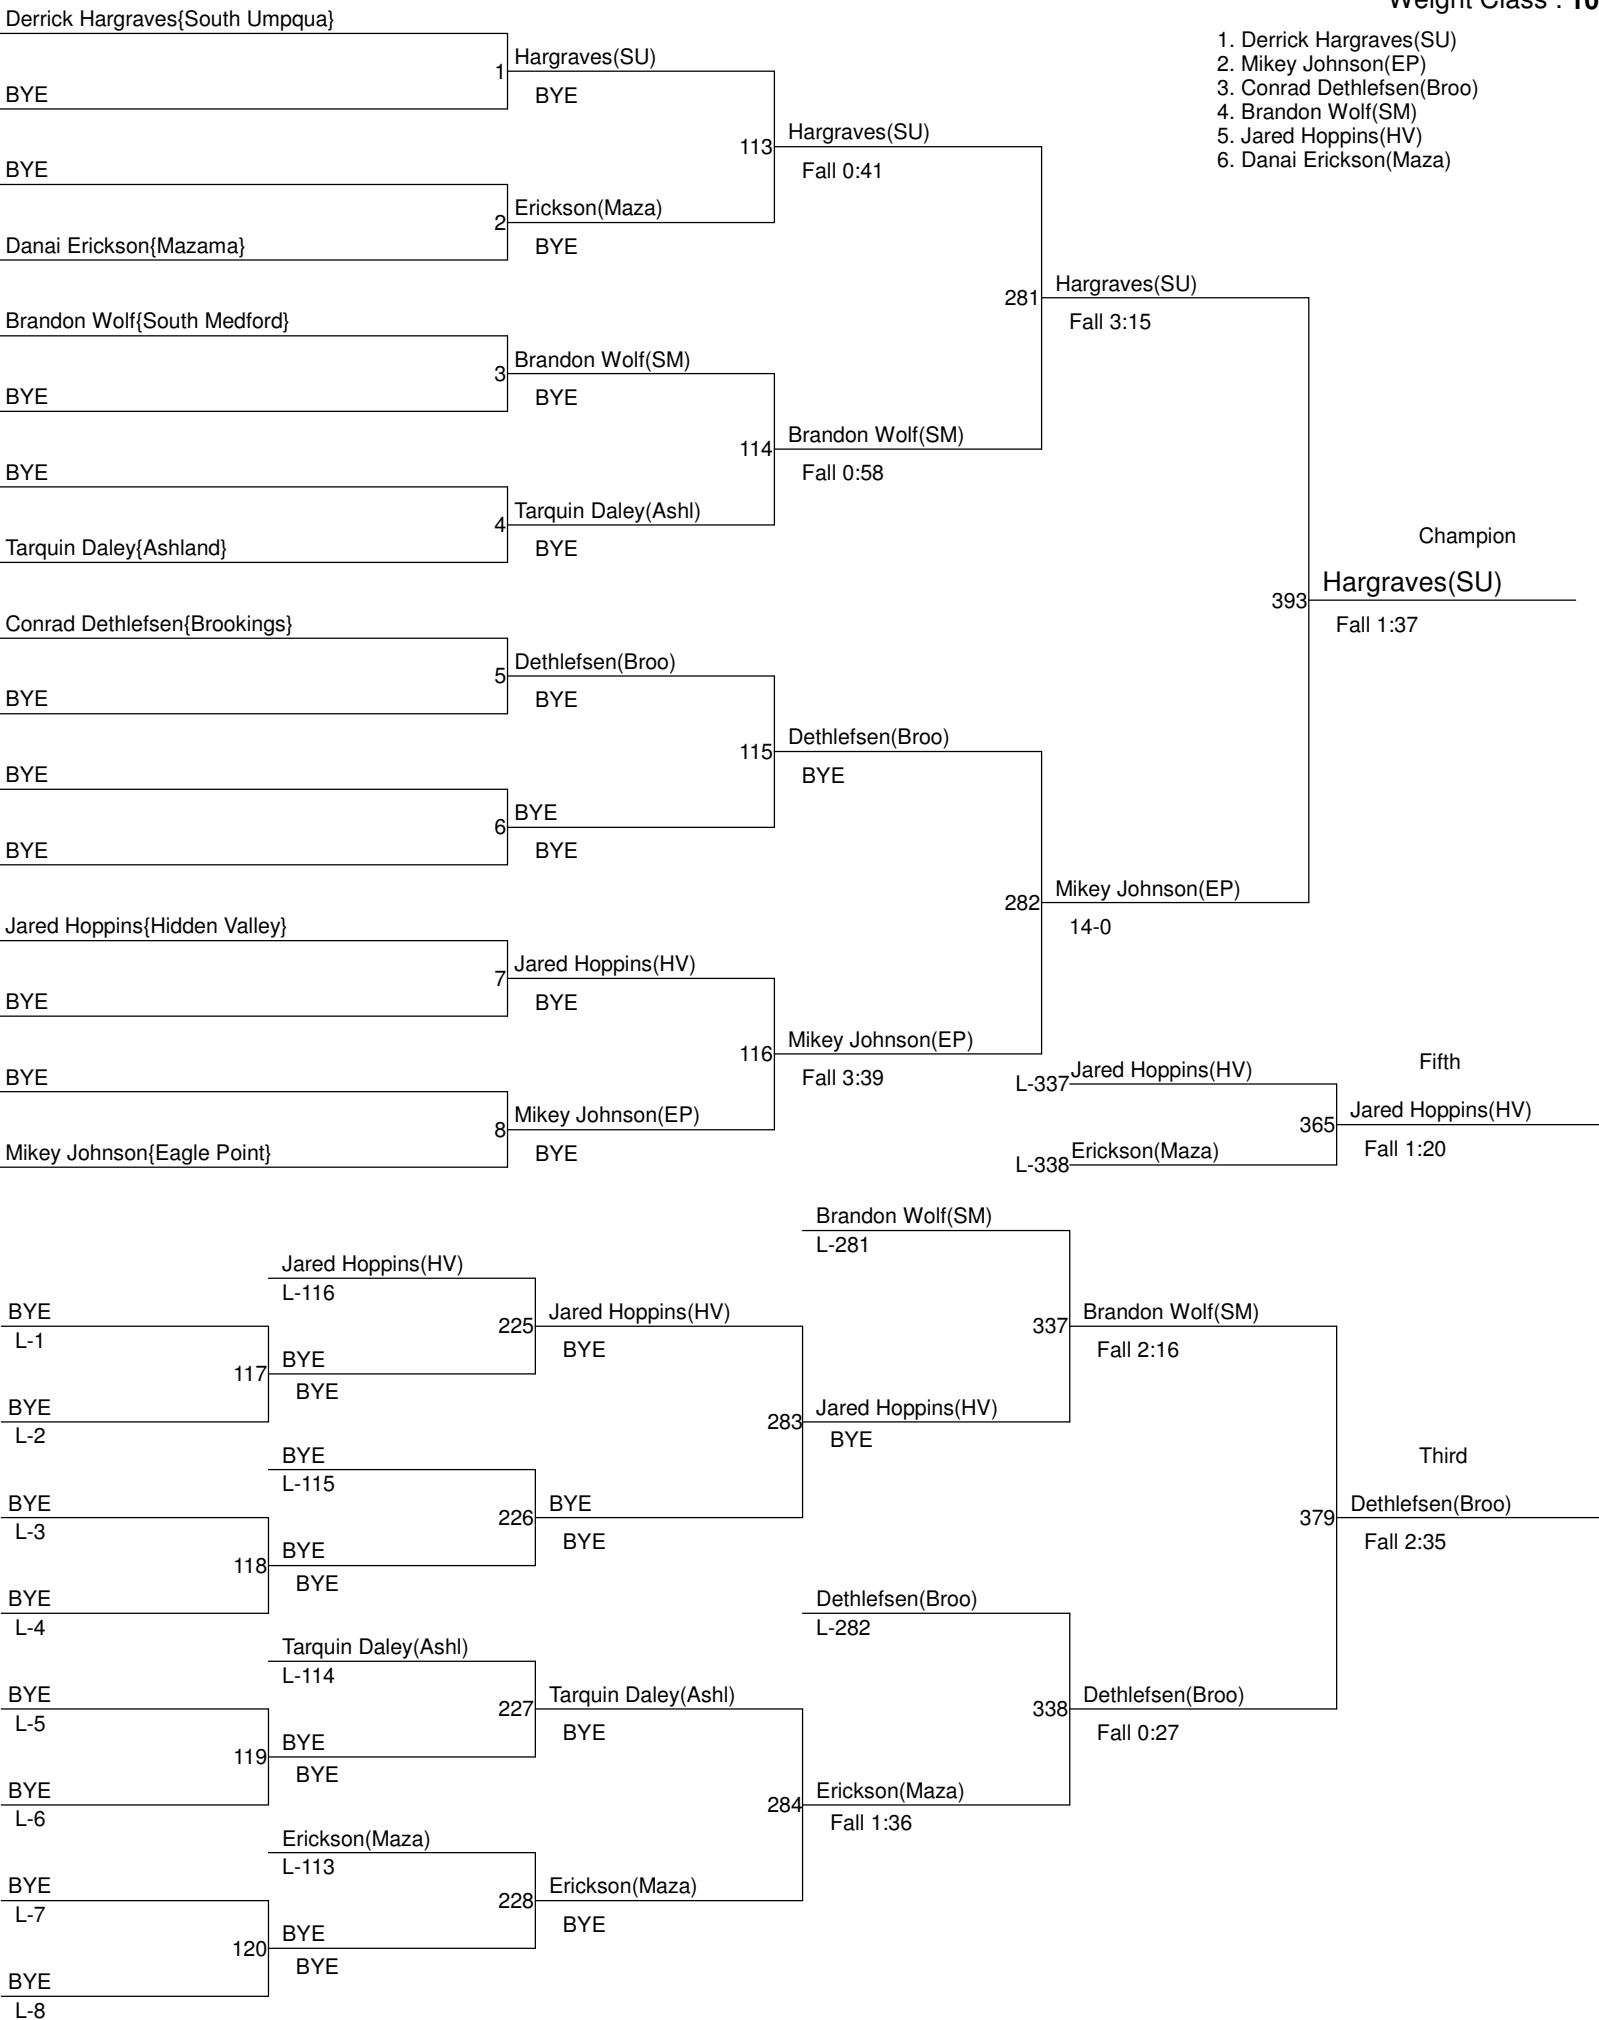 Weight Class : 10
1. Derrick Hargraves(SU)
2. Mikey Johnson(EP)
3. Conrad Dethlefsen(Broo)
4. Brandon Wolf(SM)
5. Jared Hoppins(HV)
6. Danai Erickson(Maza)
Derrick Hargraves{South Umpqua}
BYE
BYE
Danai Erickson{Mazama}
Brandon Wolf{South Medford}
BYE
BYE
Tarquin Daley{Ashland}
Conrad Dethlefsen{Brookings}
BYE
BYE
BYE
Jared Hoppins{Hidden Valley}
BYE
BYE
Mikey Johnson{Eagle Point}
1
Hargraves(SU)
BYE
2
Erickson(Maza)
BYE
3
Brandon Wolf(SM)
BYE
4
Tarquin Daley(Ashl)
BYE
5
Dethlefsen(Broo)
BYE
6
BYE
BYE
7
Jared Hoppins(HV)
BYE
8
Mikey Johnson(EP)
BYE
113
Hargraves(SU)
Fall 0:41
114
Brandon Wolf(SM)
Fall 0:58
115
Dethlefsen(Broo)
BYE
116
Mikey Johnson(EP)
Fall 3:39
281
Hargraves(SU)
Fall 3:15
282
Mikey Johnson(EP)
14-0
Champion
393
Hargraves(SU)
Fall 1:37
L-337
Jared Hoppins(HV)
L-338
Erickson(Maza)
Fifth
365
Jared Hoppins(HV)
Fall 1:20
BYE
L-1
BYE
L-2
BYE
L-3
BYE
L-4
BYE
L-5
BYE
L-6
BYE
L-7
BYE
L-8
Jared Hoppins(HV)
L-116
117
BYE
BYE
BYE
L-115
118
BYE
BYE
Tarquin Daley(Ashl)
L-114
119
BYE
BYE
Erickson(Maza)
L-113
120
BYE
BYE
225
Jared Hoppins(HV)
BYE
226
BYE
BYE
227
Tarquin Daley(Ashl)
BYE
228
Erickson(Maza)
BYE
Brandon Wolf(SM)
L-281
283
Jared Hoppins(HV)
BYE
Dethlefsen(Broo)
L-282
284
Erickson(Maza)
Fall 1:36
337
Brandon Wolf(SM)
Fall 2:16
338
Dethlefsen(Broo)
Fall 0:27
Third
379
Dethlefsen(Broo)
Fall 2:35